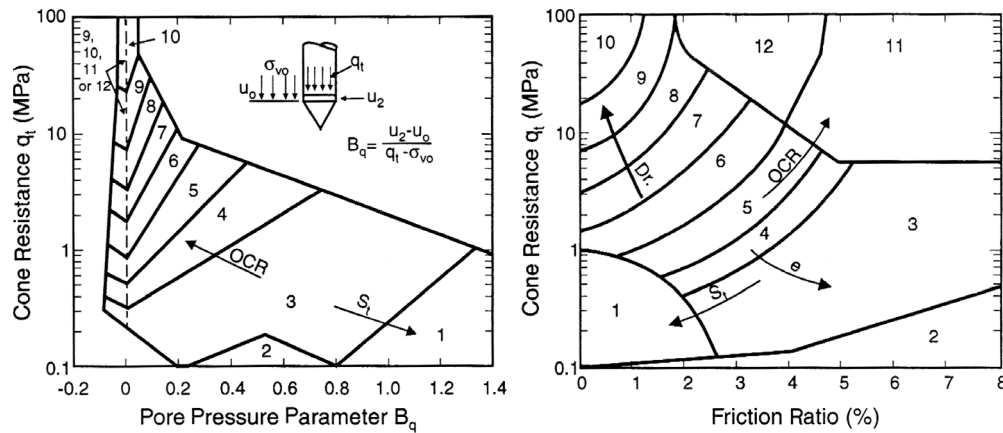 100
10
1
0.1
Cone Resistance qt (MPa)
9,
10,
11
or 12
10
9
8
7
6
5
4
3
2
1
OCR
St
σvo
qt
uo
u2
Bq = u2-uo
qt-σvo
-0.2 0 0.2 0.4 0.6 0.8 1.0 1.2 1.4
Pore Pressure Parameter Bq
100
10
1
0.1
Cone Resistance qt (MPa)
10
9
8
7
6
5
4
3
2
1
12
11
Dr.
OCR
e
St
0 1 2 3 4 5 6 7 8
Friction Ratio (%)